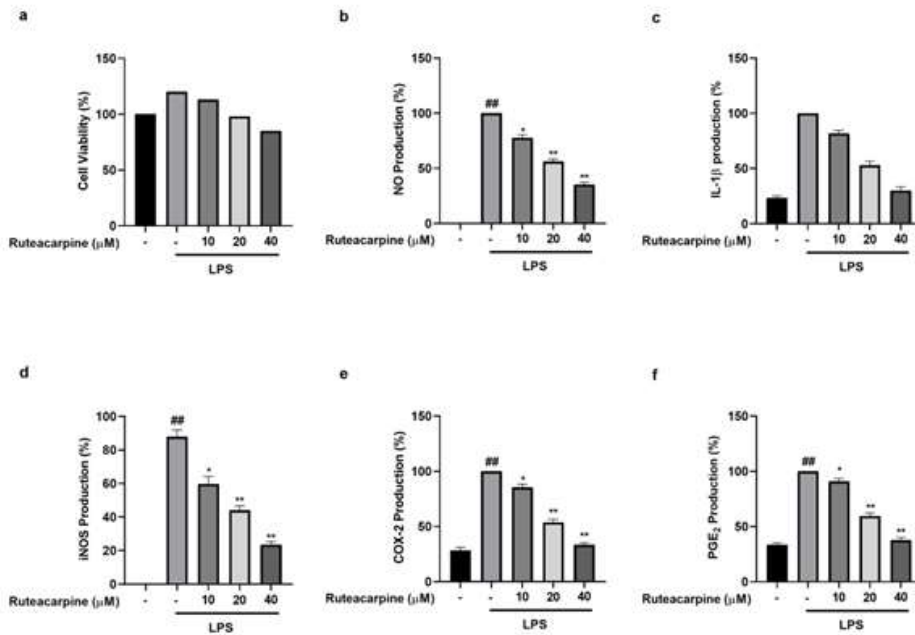 a
b
c
150
100
50
0
Cell Viability (%)
Ruteacarpine (μM)
- - 10 20 40
LPS
150
100
50
0
NO Production (%)
##
*
**
**
Ruteacarpine (μM)
- - 10 20 40
LPS
150
100
50
0
IL-1β production (%
Ruteacarpine (μM)
- - 10 20 40
LPS
d
e
f
100
80
60
40
20
0
iNOS Production (%)
##
*
**
**
Ruteacarpine (μM)
- - 10 20 40
LPS
150
100
50
0
COX-2 Production (%)
##
*
**
**
Ruteacarpine (μM)
- - 10 20 40
LPS
150
100
50
0
PGE₂ Production (%)
##
*
**
**
Ruteacarpine (μM)
- - 10 20 40
LPS